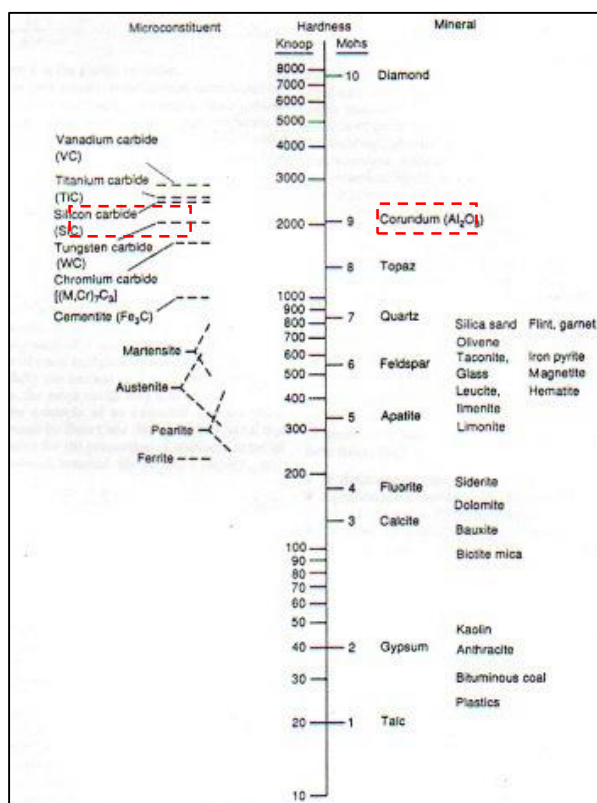 Microconstituent
Hardness
Mineral
Knoop
Mohs
8000
7000
6000
5000
4000
3000
2000
1000
900
800
700
600
500
400
300
200
100
90
80
70
60
50
40
30
20
10
10
9
8
7
6
5
4
3
2
1
Vanadium carbide
(VC)
Titanium carbide
(TiC)
Silicon carbide
(SiC)
Tungsten carbide
(WC)
Chromium carbide
[(M,Cr)₇C₃]
Cementite (Fe₃C)
Martensite
Austenite
Pearlite
Ferrite
Diamond
Corundum (Al₂O₃)
Topaz
Quartz
Feldspar
Apatite
Fluorite
Calcite
Gypsum
Talc
Silica sand
Olivene
Taconite,
Glass
Leucite,
Ilmenite
Limonite
Siderite
Dolomite
Bauxite
Biotite mica
Kaolin
Anthracite
Bituminous coal
Plastics
Flint, garnet
Iron pyrite
Magnetite
Hematite